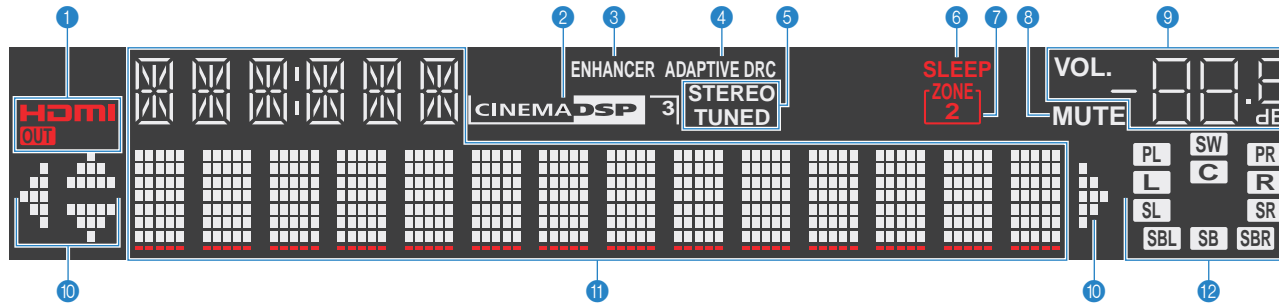 1 2 3 4 5 6 7 8 9
ENHANCER ADAPTIVE DRC SLEEP VOL.
HDMI OUT
CINEMA DSP 3
STEREO
TUNED
ZONE 2
MUTE
dB
PL SW PR
L C R
SL SR
SBL SB SBR
10 11 10 12